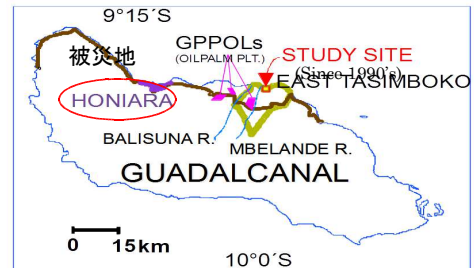 9°15´S
被災地
GPPOLs
(OILPALM PLT.)
STUDY SITE
(Since 1990's)
EAST TASIMBOKO
HONIARA
BALISUNA R.
MBELANDE R.
GUADALCANAL
0 15km
10°0´S